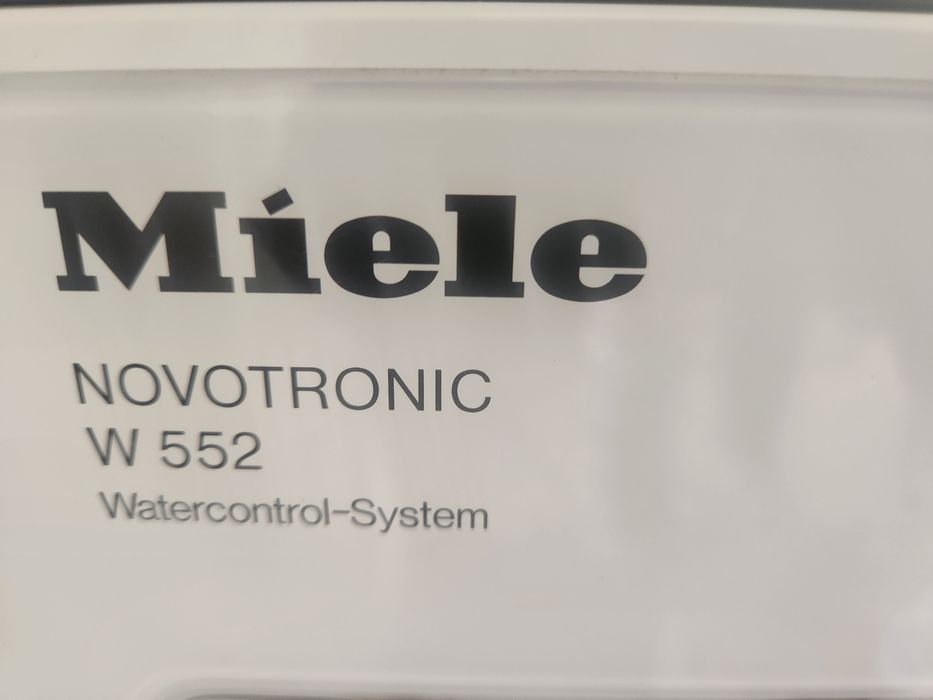 Miele
NOVOTRONIC
W 552
Watercontrol-System